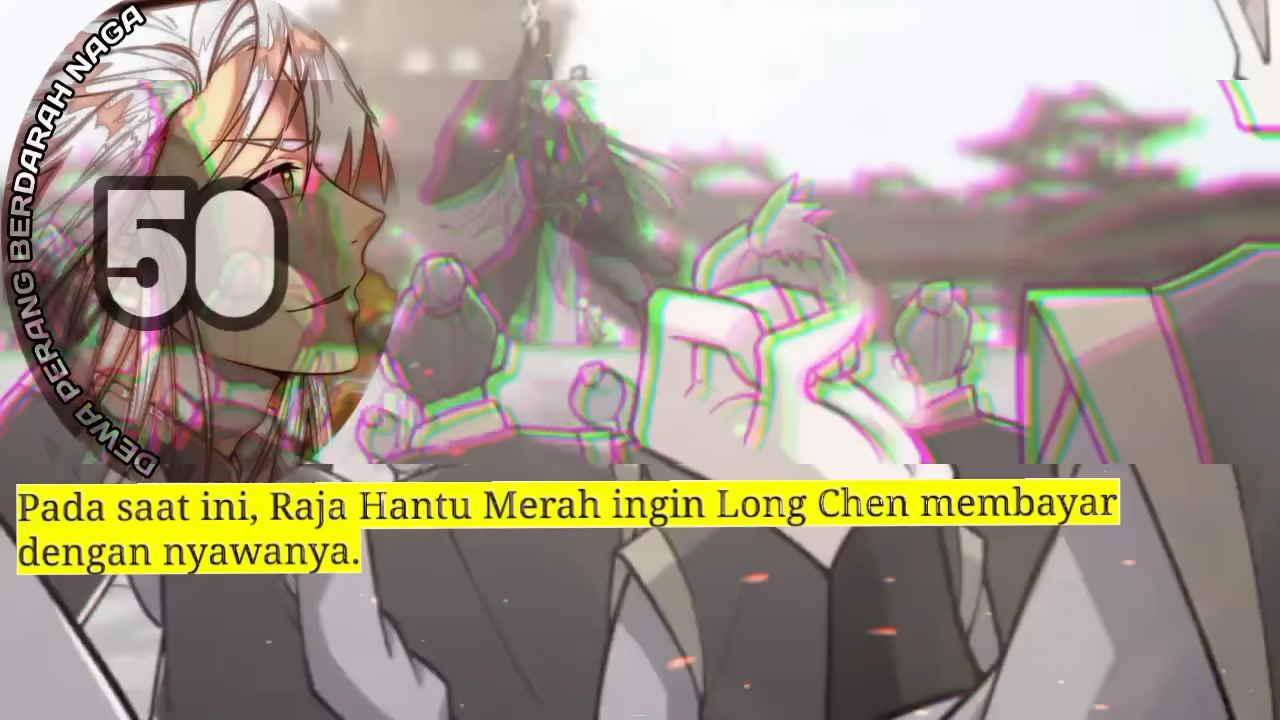 DEWA PERANG BERDARAH NAGA
50
Pada saat ini, Raja Hantu Merah ingin Long Chen membayar
dengan nyawanya.